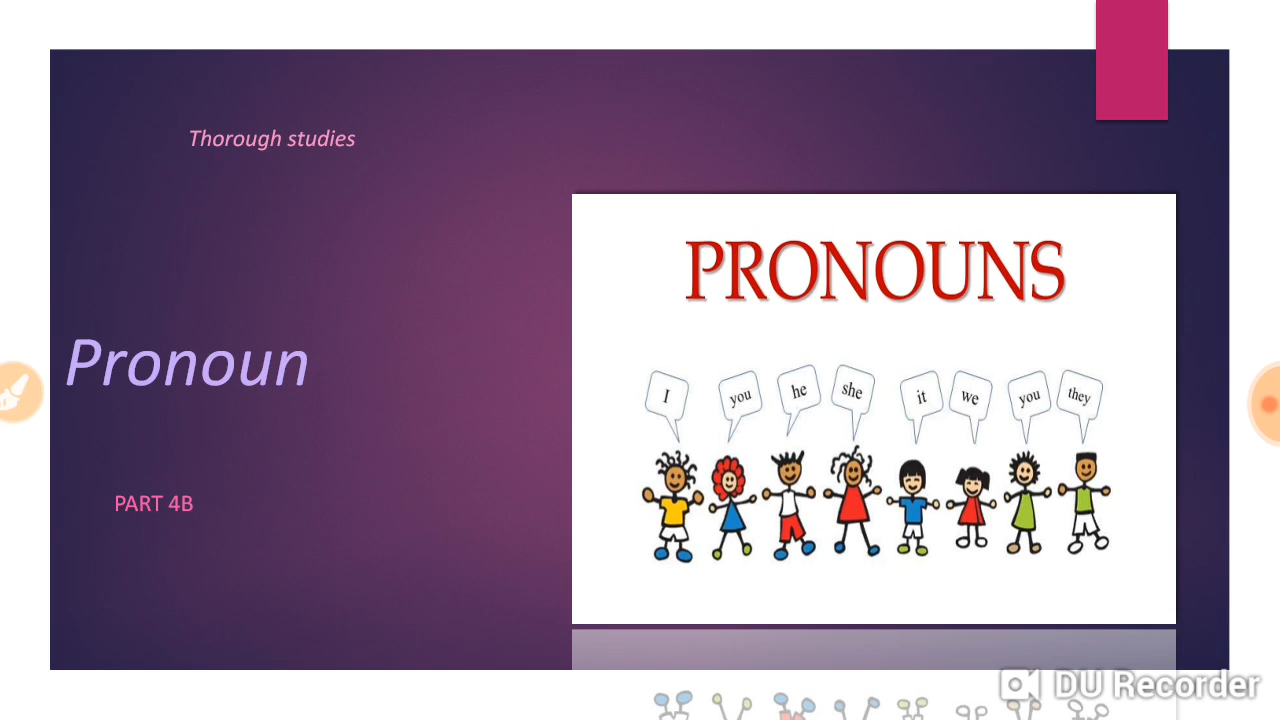 Thorough studies
Pronoun
PART 4B
PRONOUNS
I you he she it we you they
DU Recorder